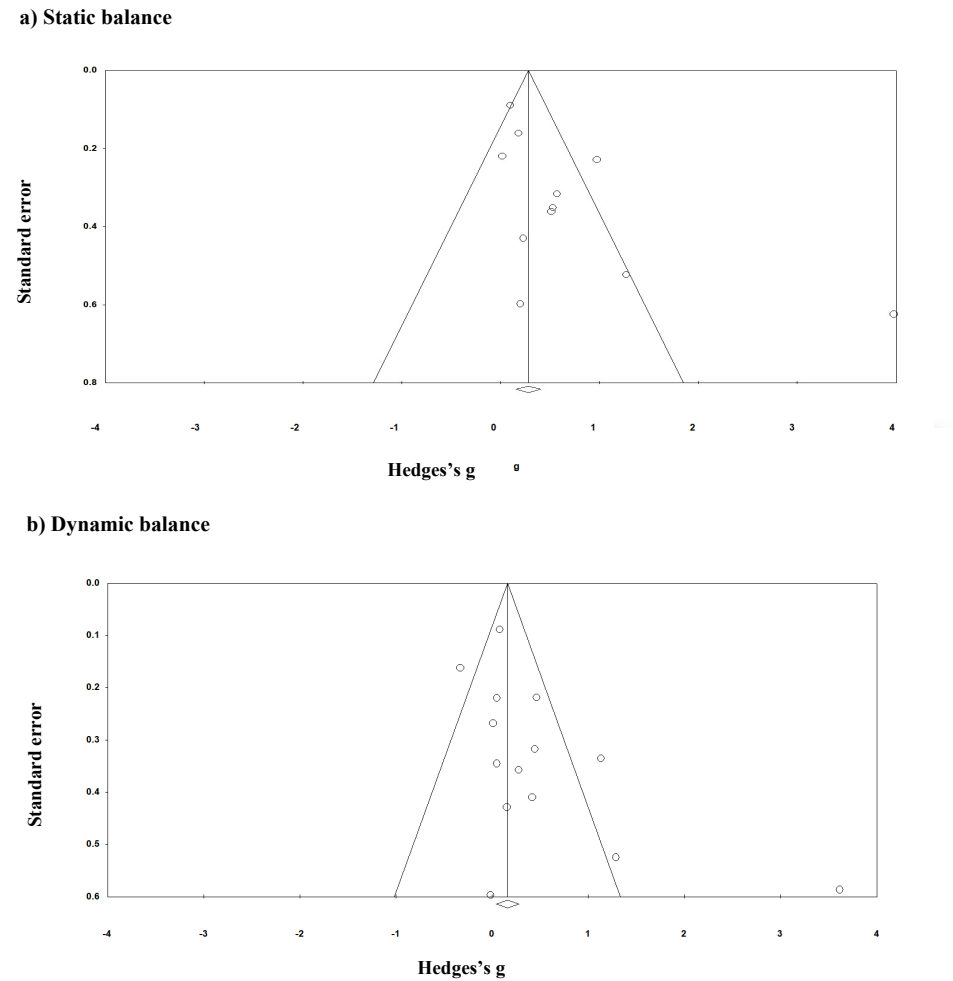 a) Static balance
0.0
0.2
0.4
0.6
0.8
Standard error
-4 -3 -2 -1 0 1 2 3 4
Hedges’s g g
b) Dynamic balance
0.0
0.1
0.2
0.3
0.4
0.5
0.6
Standard error
-4 -3 -2 -1 0 1 2 3 4
Hedges’s g